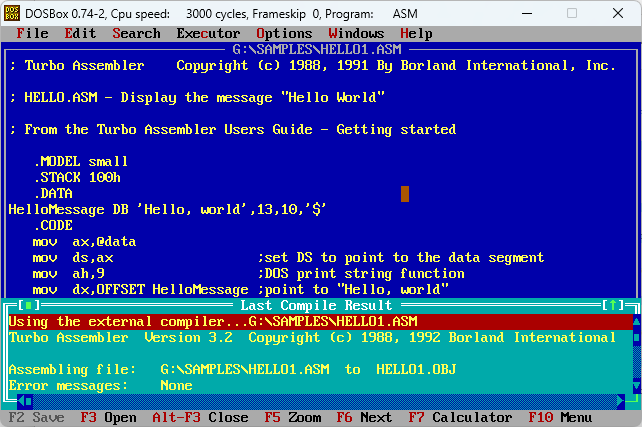 DOSBox 0.74-2, Cpu speed: 3000 cycles, Frameskip 0, Program: ASM
File Edit Search Executor Options Windows Help
G:\SAMPLES\HELLO1.ASM
; Turbo Assembler Copyright (c) 1988, 1991 By Borland International, Inc.
; HELLO.ASM - Display the message "Hello World"
; From the Turbo Assembler Users Guide - Getting started
.MODEL small
.STACK 100h
.DATA
HelloMessage DB 'Hello, world',13,10,'$'
.CODE
mov ax,@data
mov ds,ax ;set DS to point to the data segment
mov ah,9 ;DOS print string function
mov dx,OFFSET HelloMessage ;point to "Hello, world"
[■] Last Compile Result [↑]
Using the external compiler...G:\SAMPLES\HELLO1.ASM
Turbo Assembler Version 3.2 Copyright (c) 1988, 1992 Borland International
Assembling file: G:\SAMPLES\HELLO1.ASM to HELLO1.OBJ
Error messages: None
F2 Save F3 Open Alt-F3 Close F5 Zoom F6 Next F7 Calculator F10 Menu